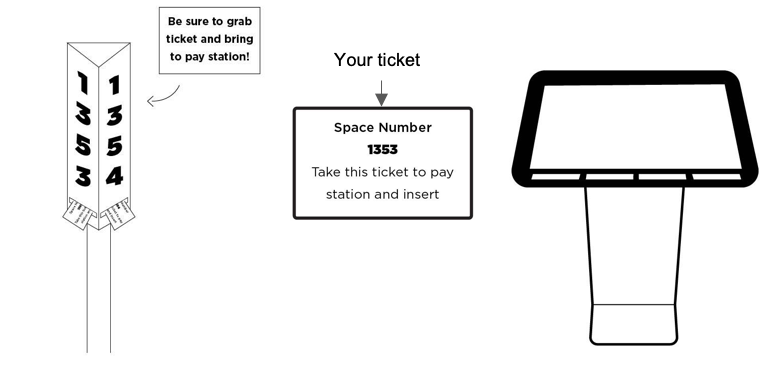 Be sure to grab
ticket and bring
to pay station!
Your ticket
1 1
3 3
5 5
3 4
Space Number
1353
Take this ticket to pay
station and insert